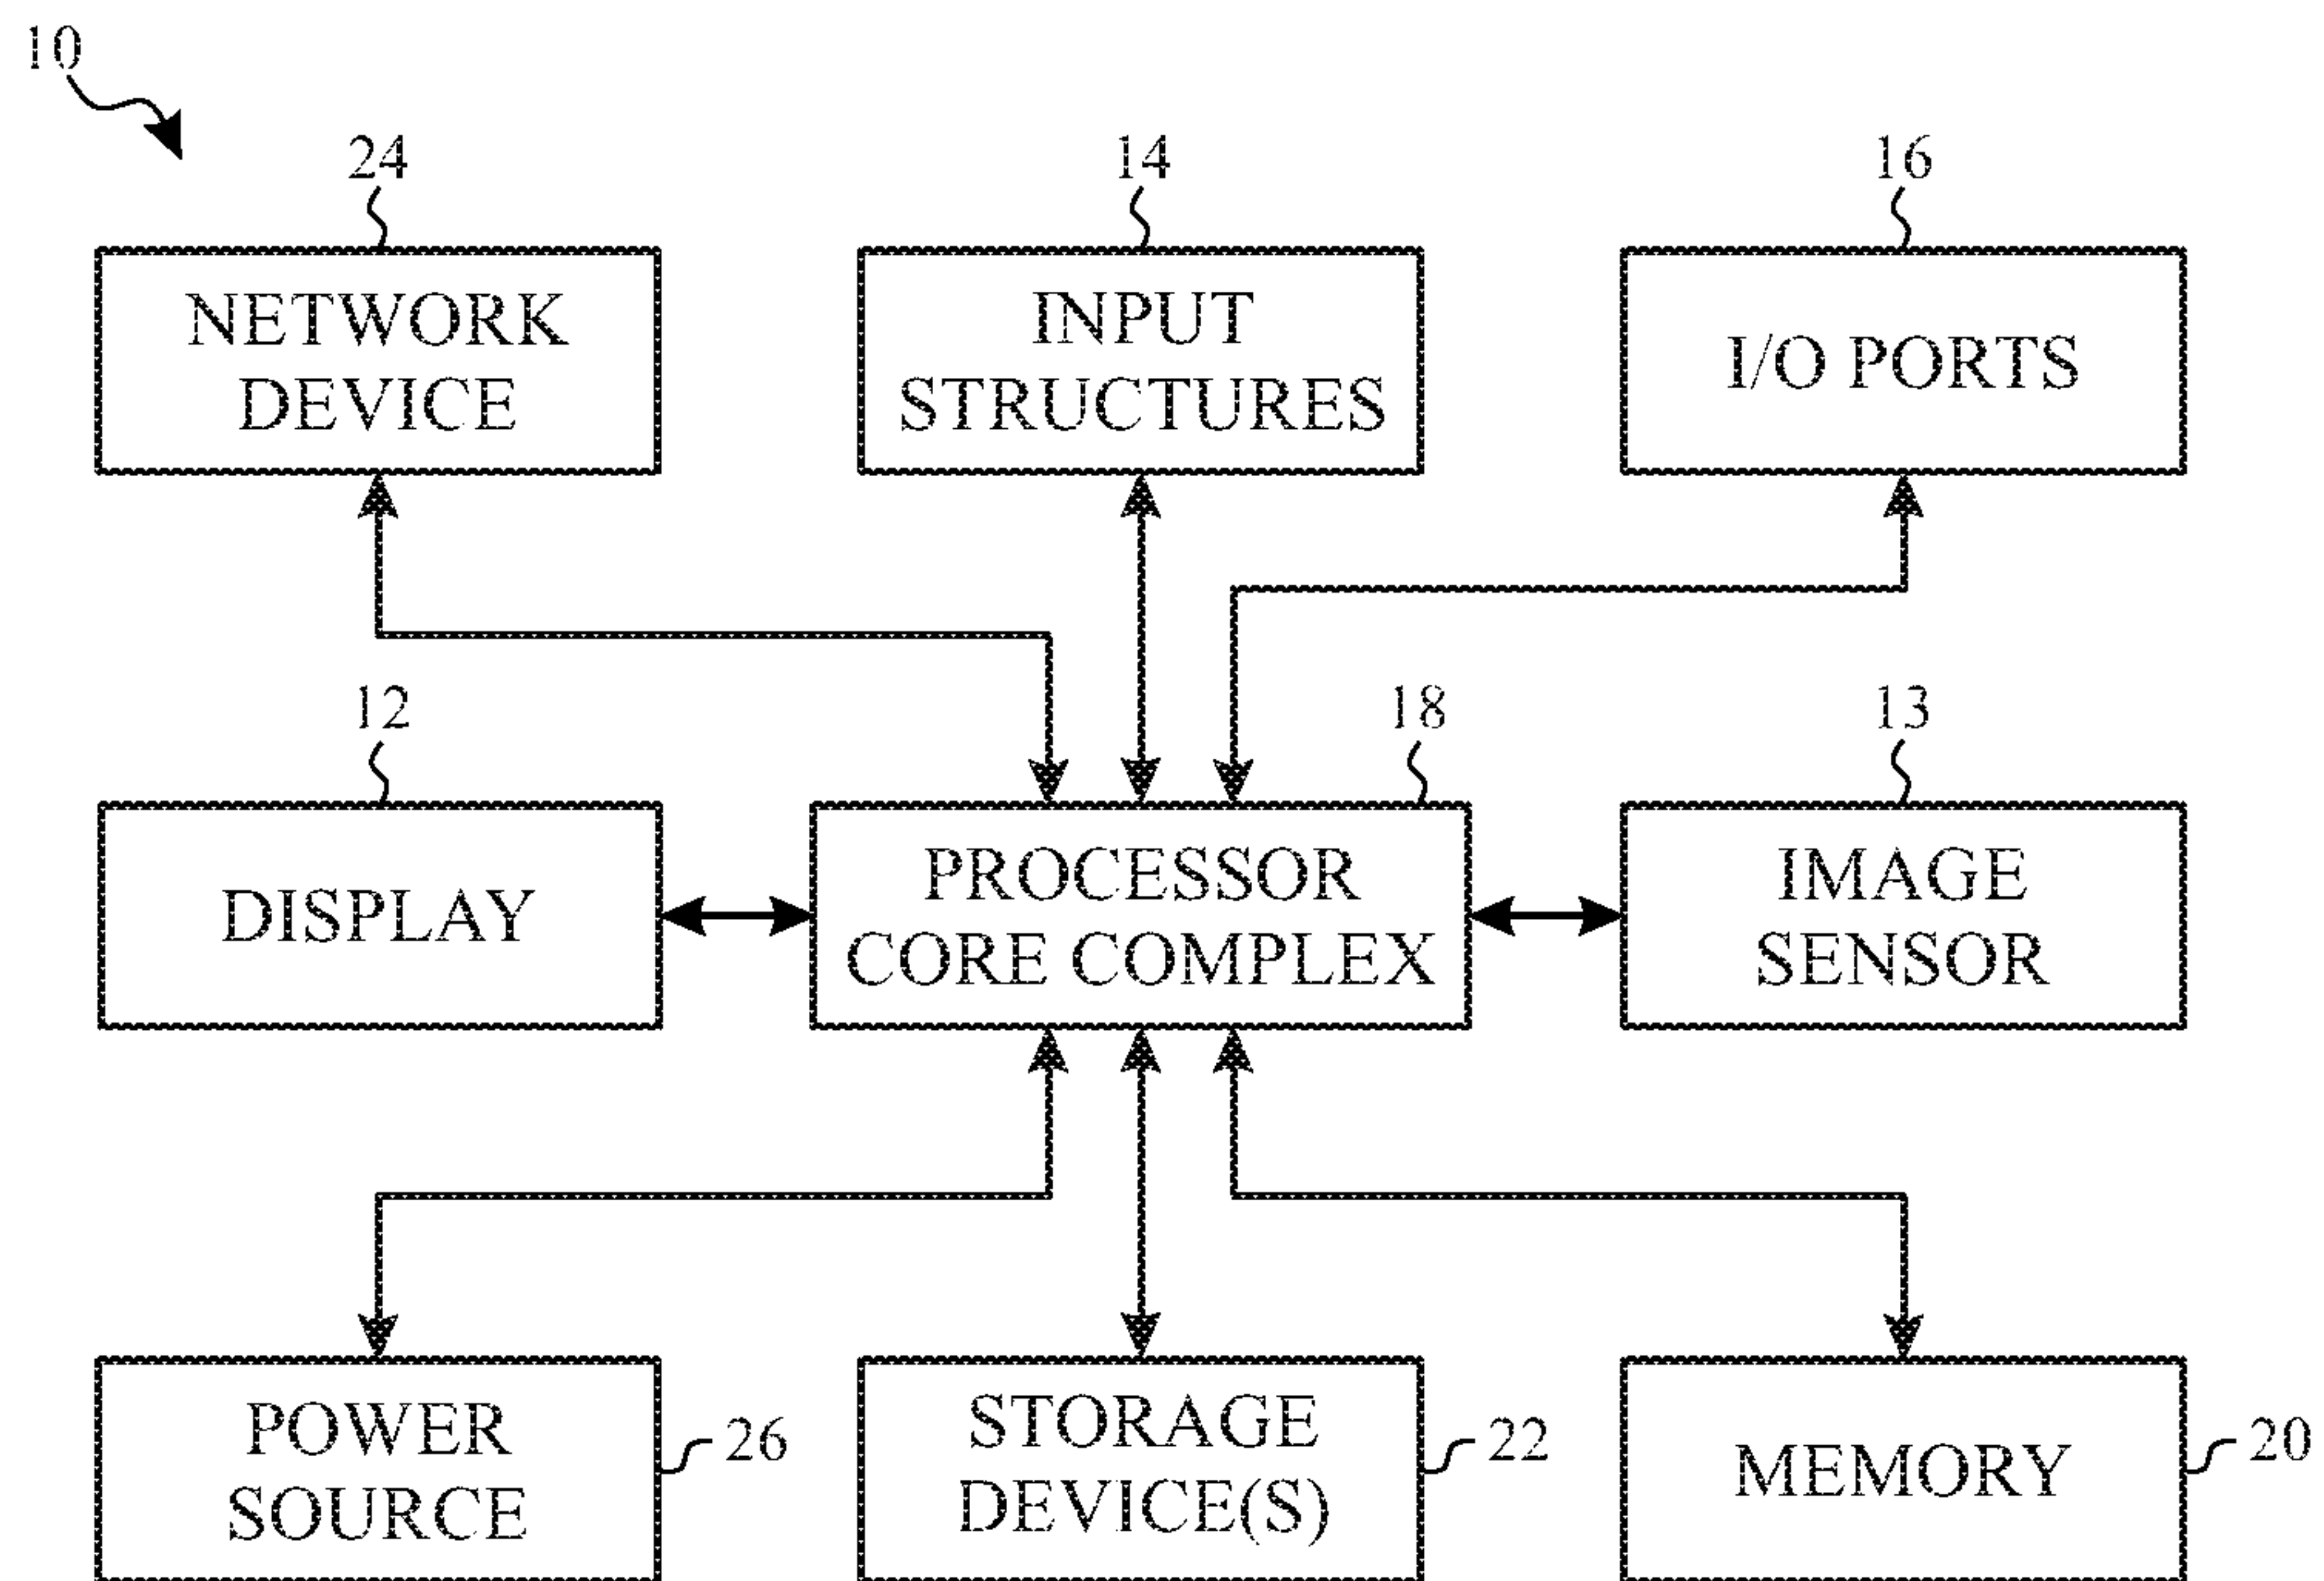 10
24
14
16
NETWORK
DEVICE
INPUT
STRUCTURES
I/O PORTS
12
18
13
DISPLAY
PROCESSOR
CORE COMPLEX
IMAGE
SENSOR
POWER
SOURCE
26
STORAGE
DEVICE(S)
22
MEMORY
20